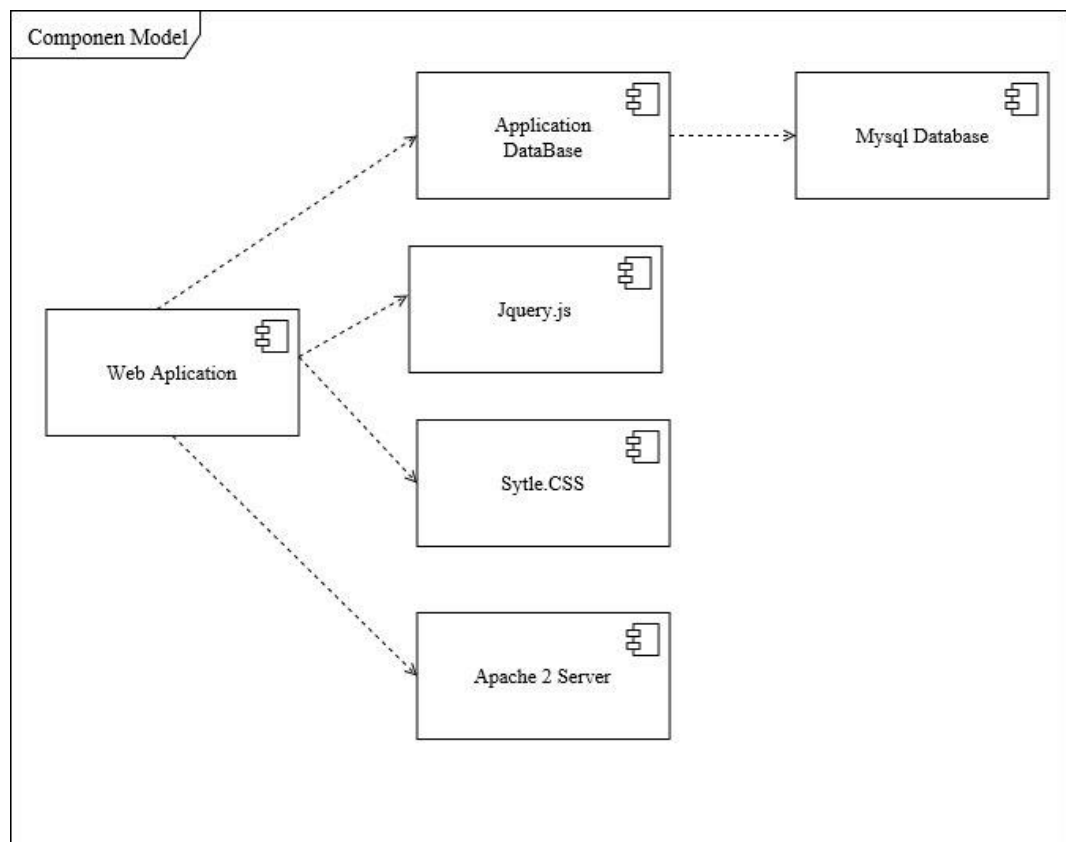 Componen Model
Application
DataBase
Mysql Database
Jquery.js
Web Aplication
Sytle.CSS
Apache 2 Server